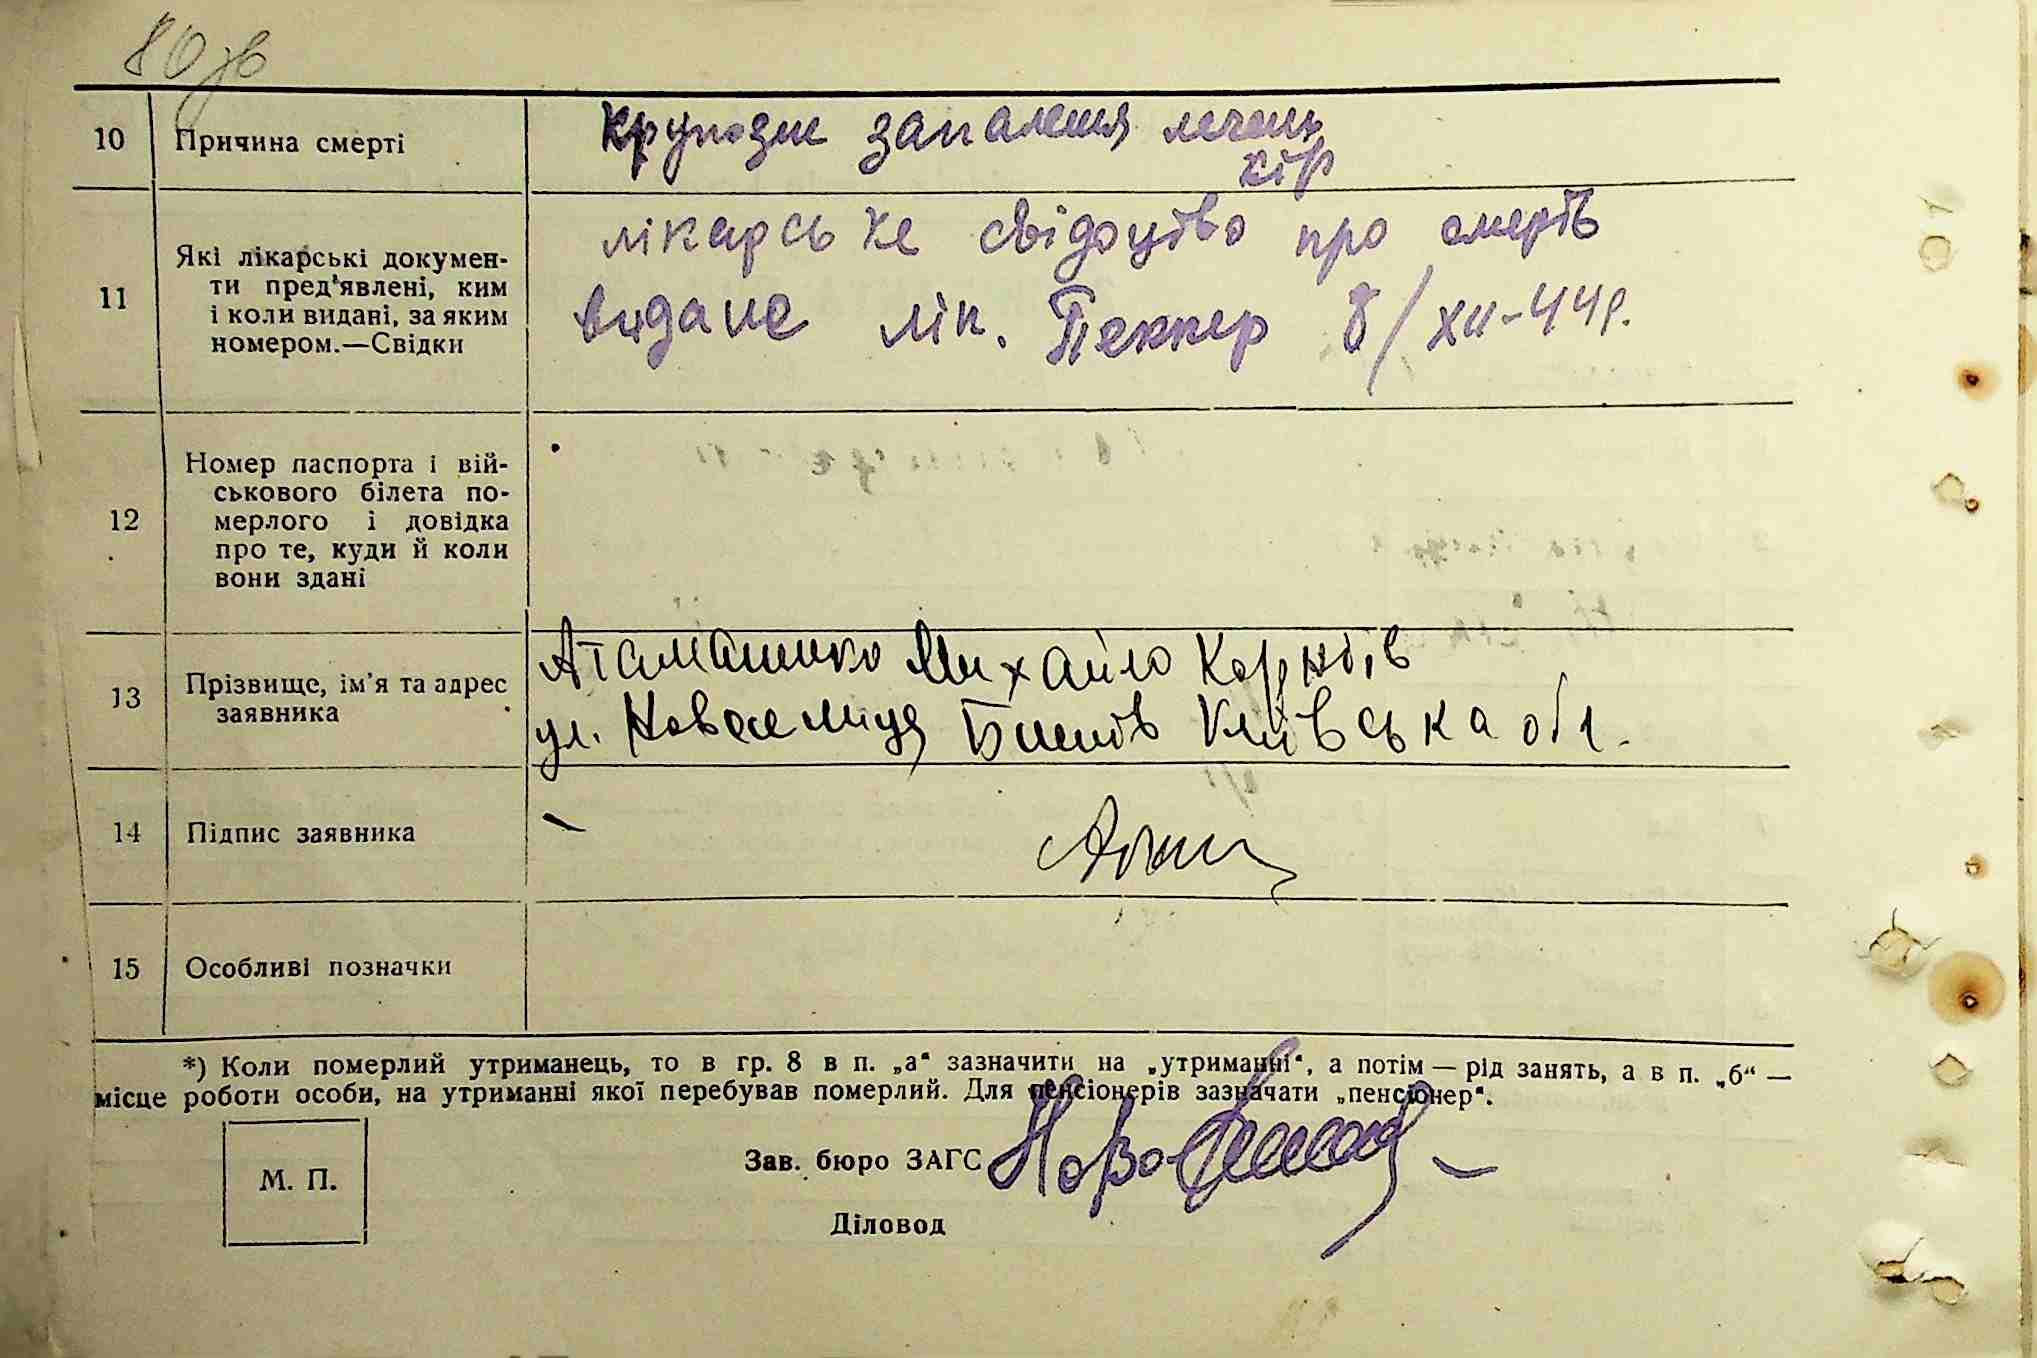 80 зв
10 Причина смерті
Крупозне запалення легень
кір
11 Які лікарські докумен-
ти пред'явлені, ким
і коли видані, за яким
номером.—Свідки
лікарське свідоцтво про смерть
видане лік. Пеккер 8/XII-44р.
12 Номер паспорта і вій-
ськового білета по-
мерлого і довідка
про те, куди й коли
вони здані
13 Прізвище, ім'я та адрес
заявника
Атаманенко Михайло
ул. Новоселиця Київська обл.
14 Підпис заявника
15 Особливі позначки
*) Коли померлий утриманець, то в гр. 8 в п. „а“ зазначити на „утриманні“, а потім — рід занять, а в п. „б“ —
місце роботи особи, на утриманні якої перебував померлий. Для пенсіонерів зазначати „пенсіонер“.
М. П.
Зав. бюро ЗАГС
Діловод